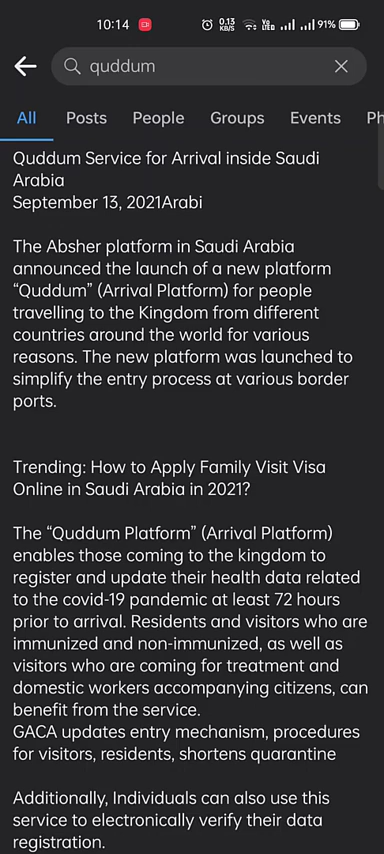 10:14 0.13 KB/S Vo LTE 91%
quddum
All Posts People Groups Events Ph
Quddum Service for Arrival inside Saudi
Arabia
September 13, 2021Arabi
The Absher platform in Saudi Arabia
announced the launch of a new platform
“Quddum” (Arrival Platform) for people
travelling to the Kingdom from different
countries around the world for various
reasons. The new platform was launched to
simplify the entry process at various border
ports.
Trending: How to Apply Family Visit Visa
Online in Saudi Arabia in 2021?
The “Quddum Platform” (Arrival Platform)
enables those coming to the kingdom to
register and update their health data related
to the covid-19 pandemic at least 72 hours
prior to arrival. Residents and visitors who are
immunized and non-immunized, as well as
visitors who are coming for treatment and
domestic workers accompanying citizens, can
benefit from the service.
GACA updates entry mechanism, procedures
for visitors, residents, shortens quarantine
Additionally, Individuals can also use this
service to electronically verify their data
registration.